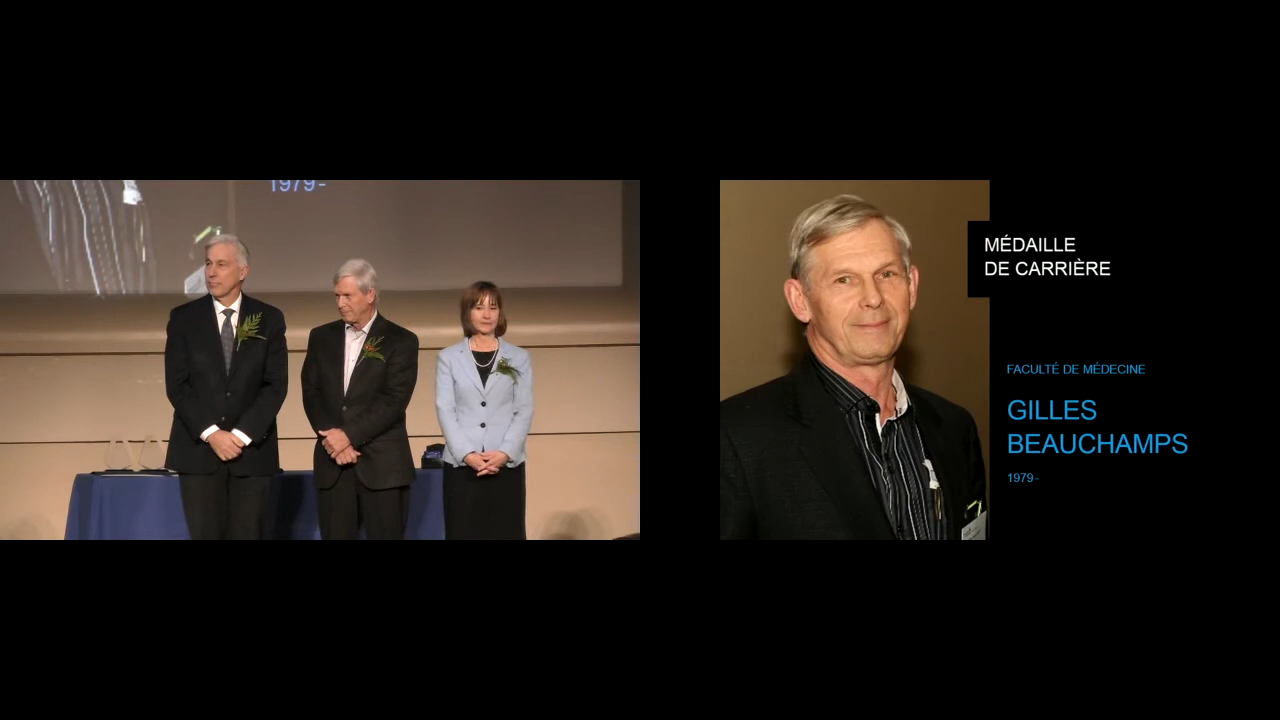 1979-
MÉDAILLE
DE CARRIÈRE
FACULTÉ DE MÉDECINE
GILLES
BEAUCHAMPS
1979-